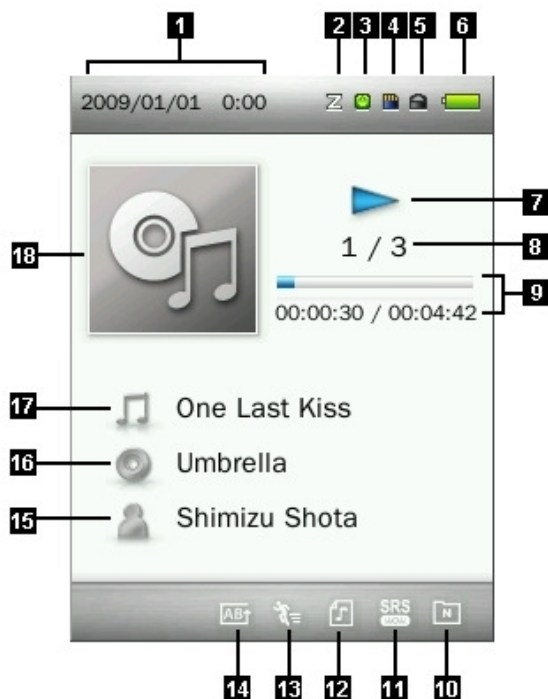 1
2 3 4 5 6
2009/01/01 0:00
7
1 / 3
8
18
9
00:00:30 / 00:04:42
17
One Last Kiss
16
Umbrella
15
Shimizu Shota
AB
SRS
WOW
N
14 13 12 11 10